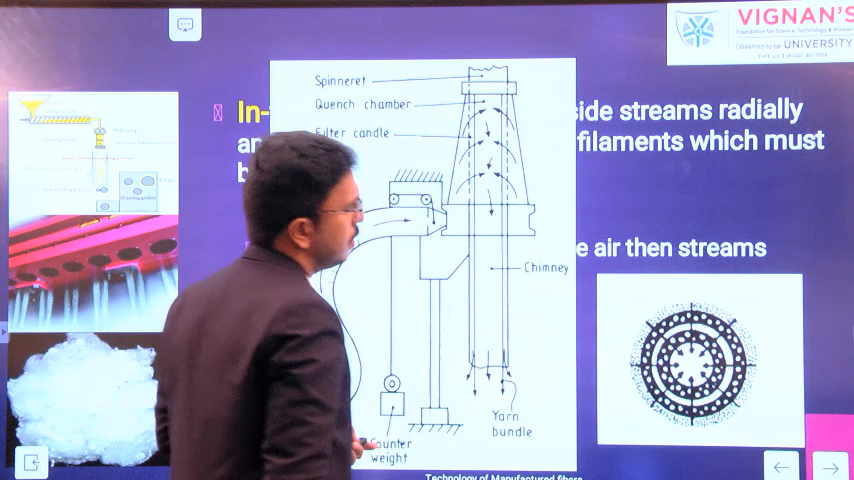 VIGNAN'S
Foundation for Science, Technology & Research
(Deemed to be UNIVERSITY
Spinneret
Quench chamber
Filter candle
In-
side streams radially
an
filaments which must
b
e air then streams
Chimney
Yarn
bundle
Counter
weight
Technology of Manufactured fibers